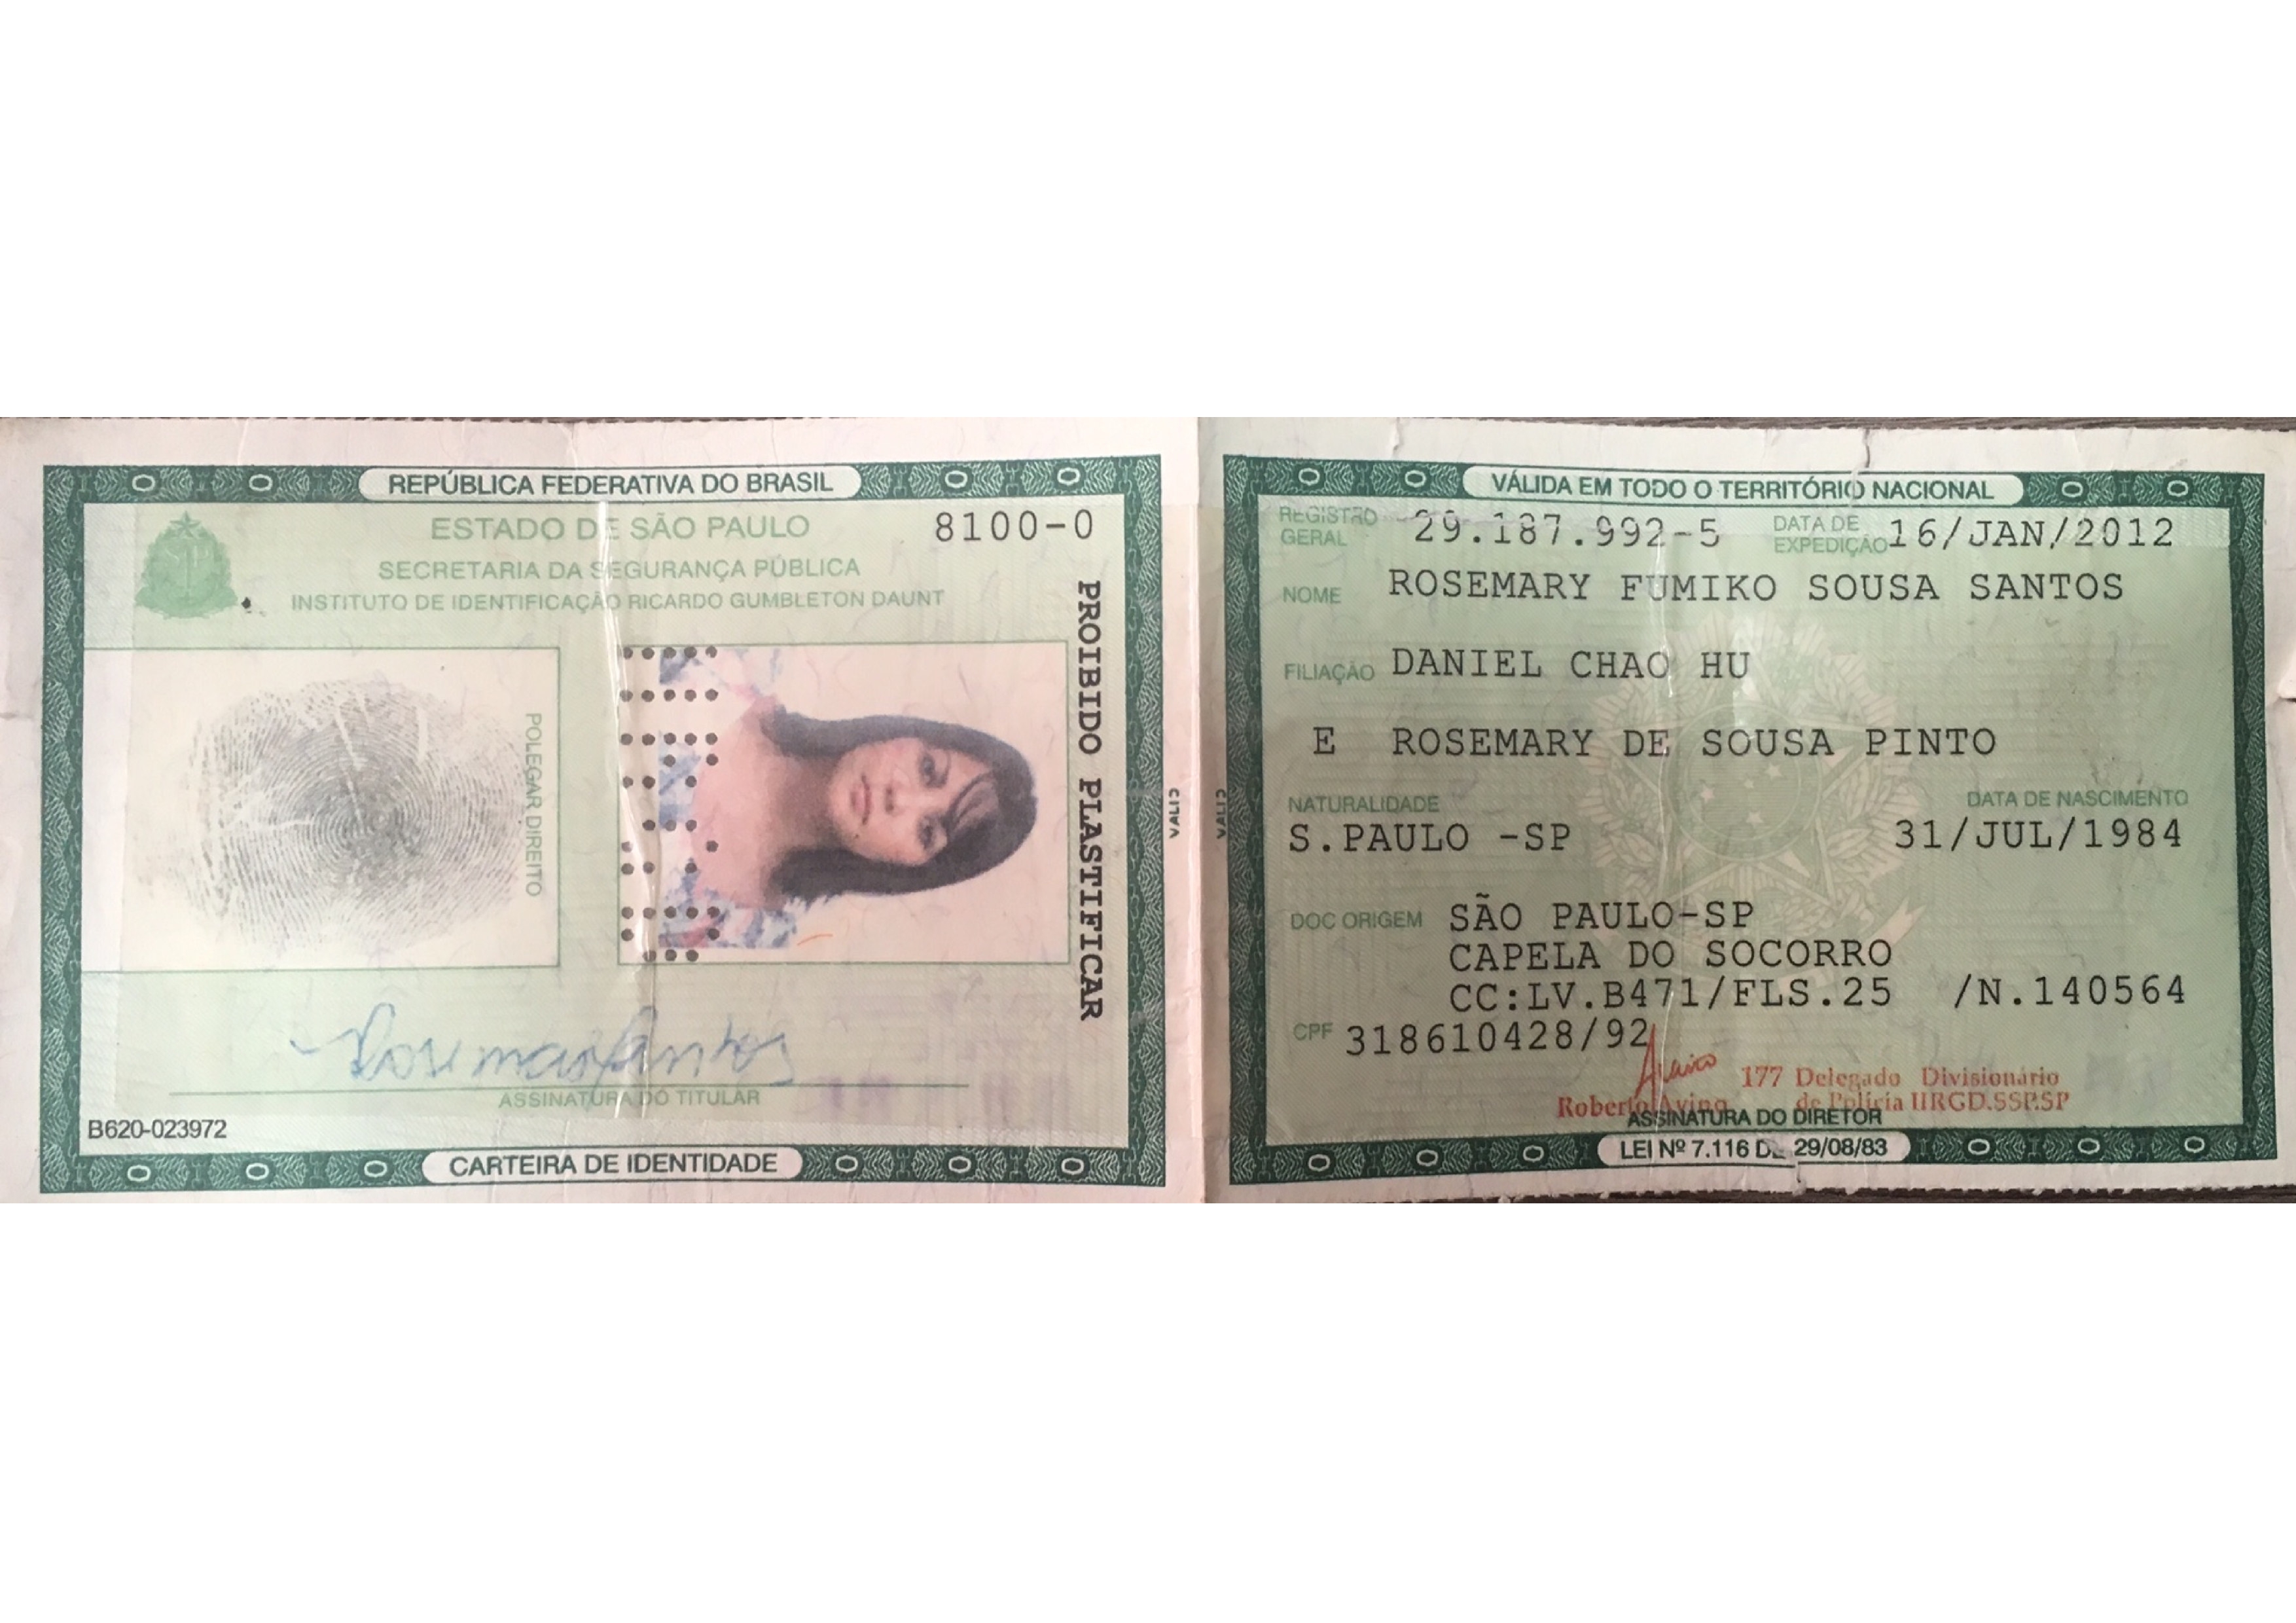 REPÚBLICA FEDERATIVA DO BRASIL
ESTADO DE SÃO PAULO
8100-0
SECRETARIA DA SEGURANÇA PÚBLICA
INSTITUTO DE IDENTIFICAÇÃO RICARDO GUMBLETON DAUNT
POLEGAR DIREITO
PROIBIDO PLASTIFICAR
ASSINATURA DO TITULAR
B620-023972
CARTEIRA DE IDENTIDADE
VÁLIDA EM TODO O TERRITÓRIO NACIONAL
REGISTRO GERAL 29.187.992-5 DATA DE EXPEDIÇÃO 16/JAN/2012
NOME ROSEMARY FUMIKO SOUSA SANTOS
FILIAÇÃO DANIEL CHAO HU
E ROSEMARY DE SOUSA PINTO
NATURALIDADE DATA DE NASCIMENTO
S.PAULO -SP 31/JUL/1984
DOC ORIGEM SÃO PAULO-SP
CAPELA DO SOCORRO
CC:LV.B471/FLS.25 /N.140564
CPF 318610428/92
177 Delegado Divisionário
Roberto Avino de Polícia IIRGD.SSP.SP
ASSINATURA DO DIRETOR
LEI Nº 7.116 DE 29/08/83